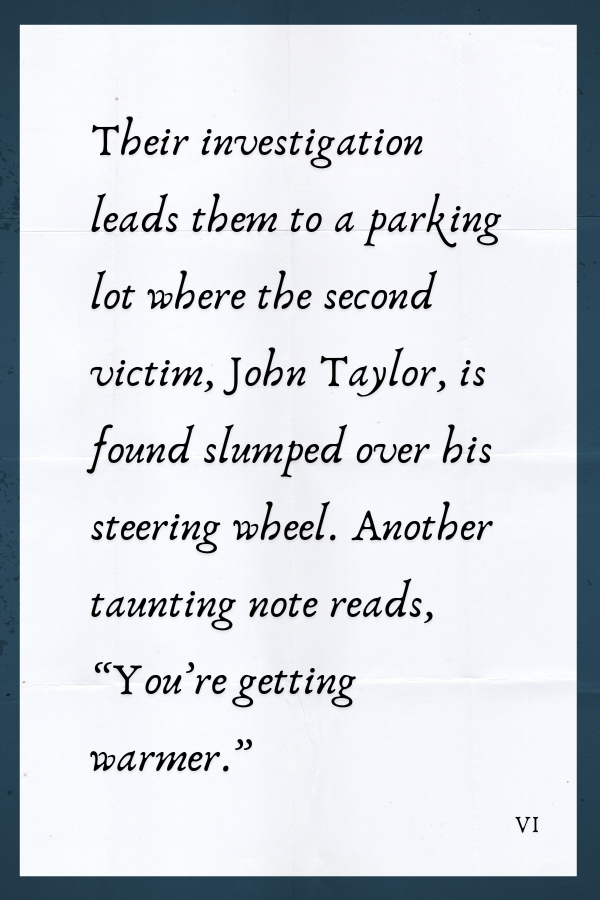 Their investigation
leads them to a parking
lot where the second
victim, John Taylor, is
found slumped over his
steering wheel. Another
taunting note reads,
“You’re getting
warmer.”
VI